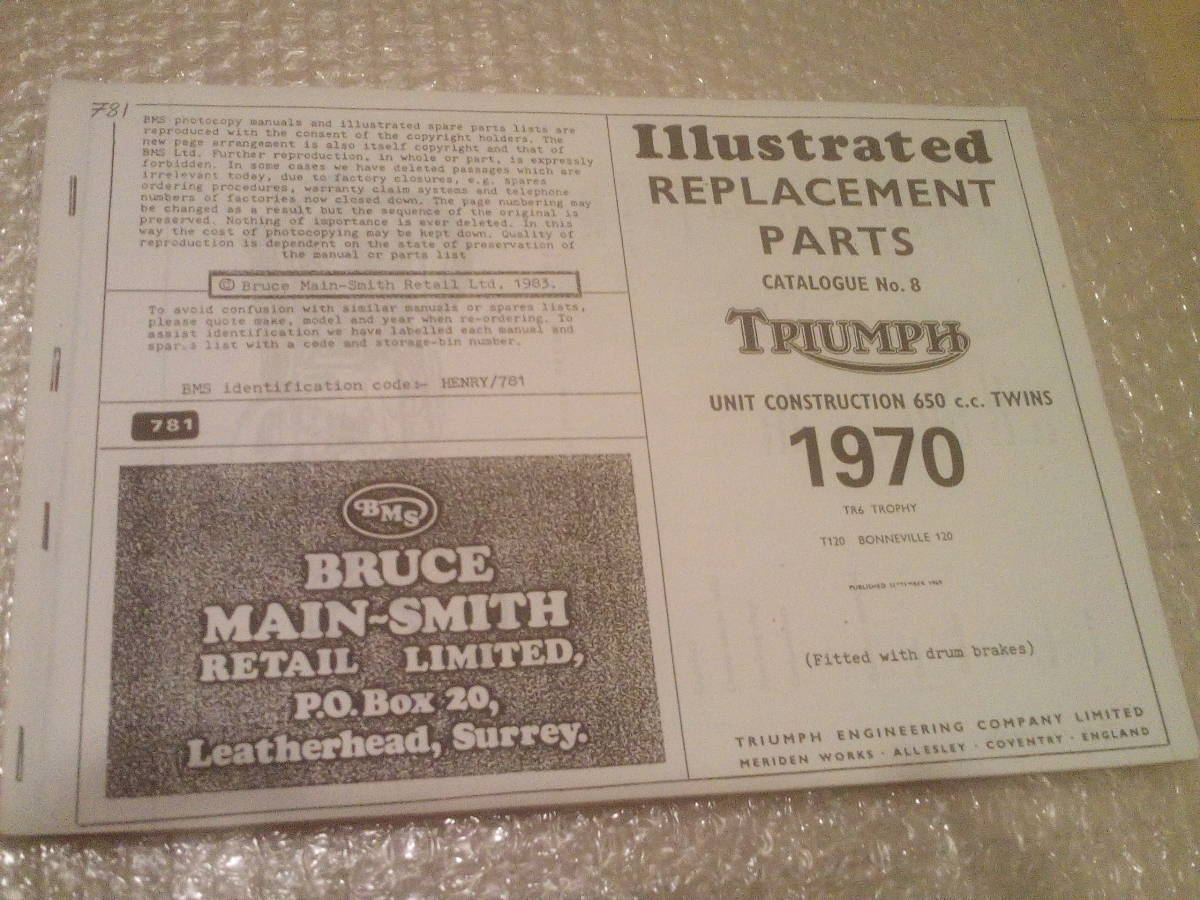 781
BMS photocopy manuals and illustrated spare parts lists are
reproduced with the consent of the copyright holders. The
new page arrangement is also itself copyright and that of
BMS Ltd. Further reproduction, in whole or part, is expressly
forbidden. In some cases we have deleted passages which are
irrelevant today, due to factory closures, e.g. spares
ordering procedures, warranty claim systems and telephone
numbers of factories now closed down. The page numbering may
be changed as a result but the sequence of the original is
preserved. Nothing of importance is ever deleted. In this
way the cost of photocopying may be kept down. Quality of
reproduction is dependent on the state of preservation of
the manual or parts list
© Bruce Main-Smith Retail Ltd, 1983.
To avoid confusion with similar manuals or spares lists,
please quote make, model and year when re-ordering. To
assist identification we have labelled each manual and
spares list with a code and storage-bin number.
BMS identification code:- HENRY/781
781
BMS
BRUCE
MAIN-SMITH
RETAIL LIMITED,
P.O. Box 20,
Leatherhead, Surrey.
Illustrated
REPLACEMENT
PARTS
CATALOGUE No. 8
TRIUMPH
UNIT CONSTRUCTION 650 c.c. TWINS
1970
TR6 TROPHY
T120 BONNEVILLE 120
PUBLISHED SEPTEMBER 1969
(Fitted with drum brakes)
TRIUMPH ENGINEERING COMPANY LIMITED
MERIDEN WORKS · ALLESLEY · COVENTRY · ENGLAND